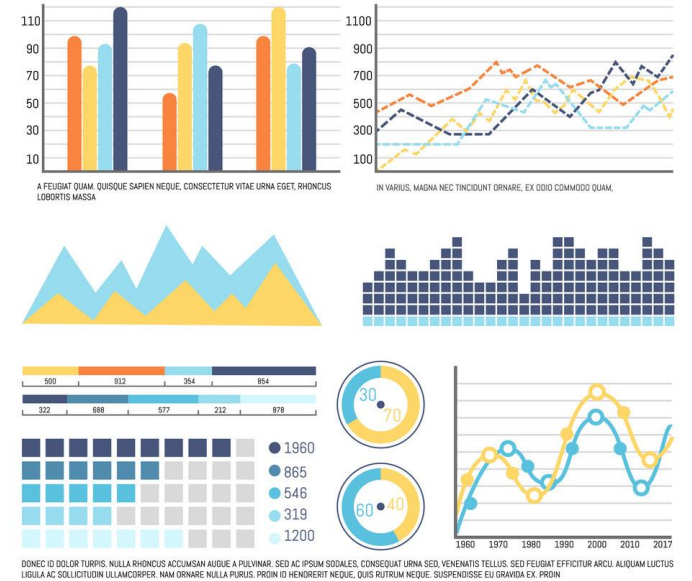 110
90
70
50
30
10
A FEUGIAT QUAM. QUISQUE SAPIEN NEQUE, CONSECTETUR VITAE URNA EGET, RHONCUS
LOBORTIS MASSA
1100
900
700
500
300
100
IN VARIUS, MAGNA NEC TINCIDUNT ORNARE, EX ODIO COMMODO QUAM,
500 912 354 854
322 688 577 212 878
1960
865
546
319
1200
30
70
60
40
1960 1970 1980 1990 2000 2010 2017
DONEC ID DOLOR TURPIS. NULLA RHONCUS ACCUMSAN AUGUE A PULVINAR. SED AC IPSUM SODALES, CONSEQUAT URNA SED, VENENATIS TELLUS. SED FEUGIAT EFFICITUR ARCU. ALIQUAM LUCTUS
LIGULA AC SOLLICITUDIN ULLAMCORPER. NAM ORNARE NULLA PURUS. PROIN ID HENDRERIT NEQUE, QUIS RUTRUM NEQUE. SUSPENDISSE EU GRAVIDA EX. PROIN